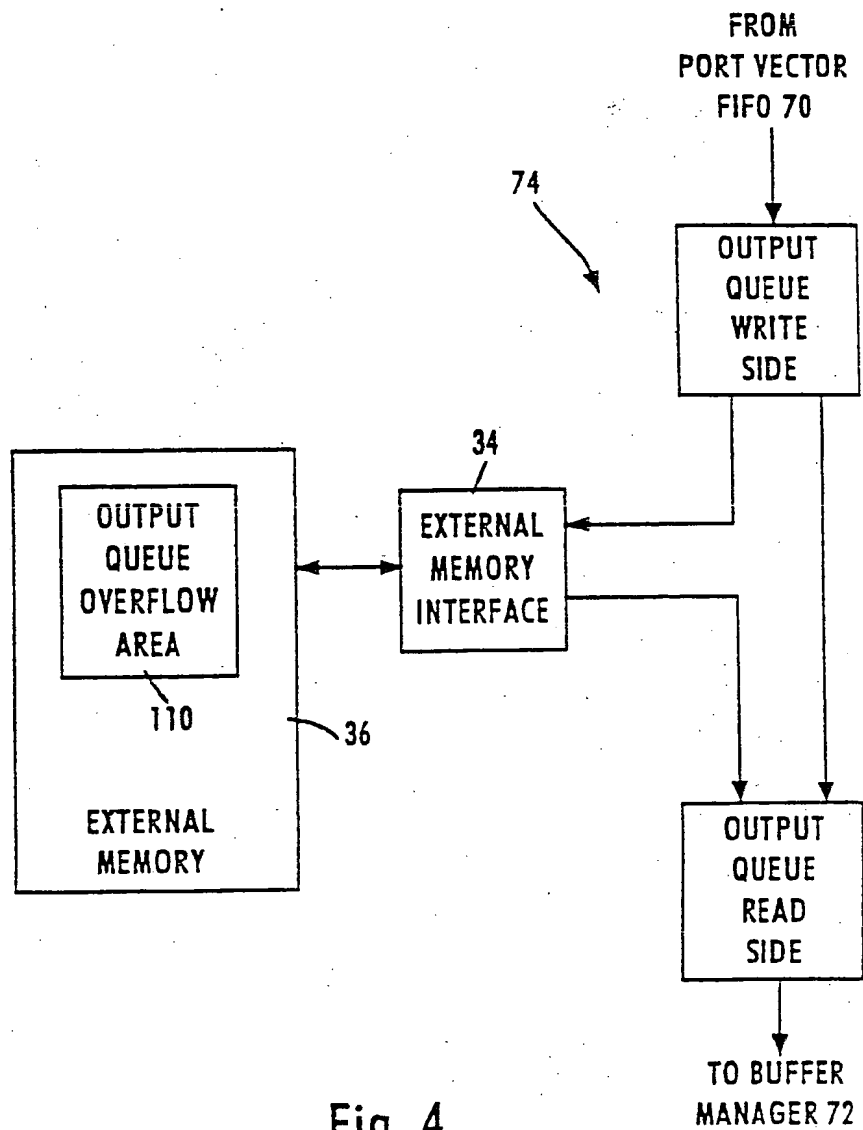 FROM
PORT VECTOR
FIFO 70
74
OUTPUT
QUEUE
WRITE
SIDE
34
EXTERNAL
MEMORY
INTERFACE
OUTPUT
QUEUE
OVERFLOW
AREA
110
36
EXTERNAL
MEMORY
OUTPUT
QUEUE
READ
SIDE
TO BUFFER
MANAGER 72
Fig. 4